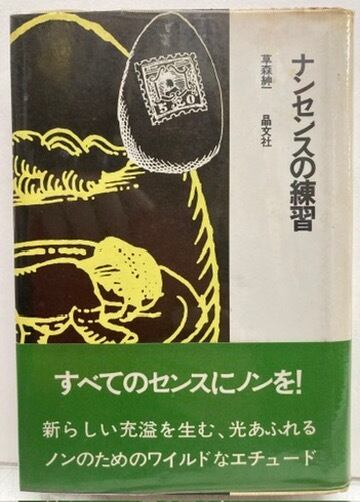 ナンセンスの練習
草森紳一
晶文社
5 0
すべてのセンスにノンを!
新らしい充溢を生む、光あふれる
ノンのためのワイルドなエチュード